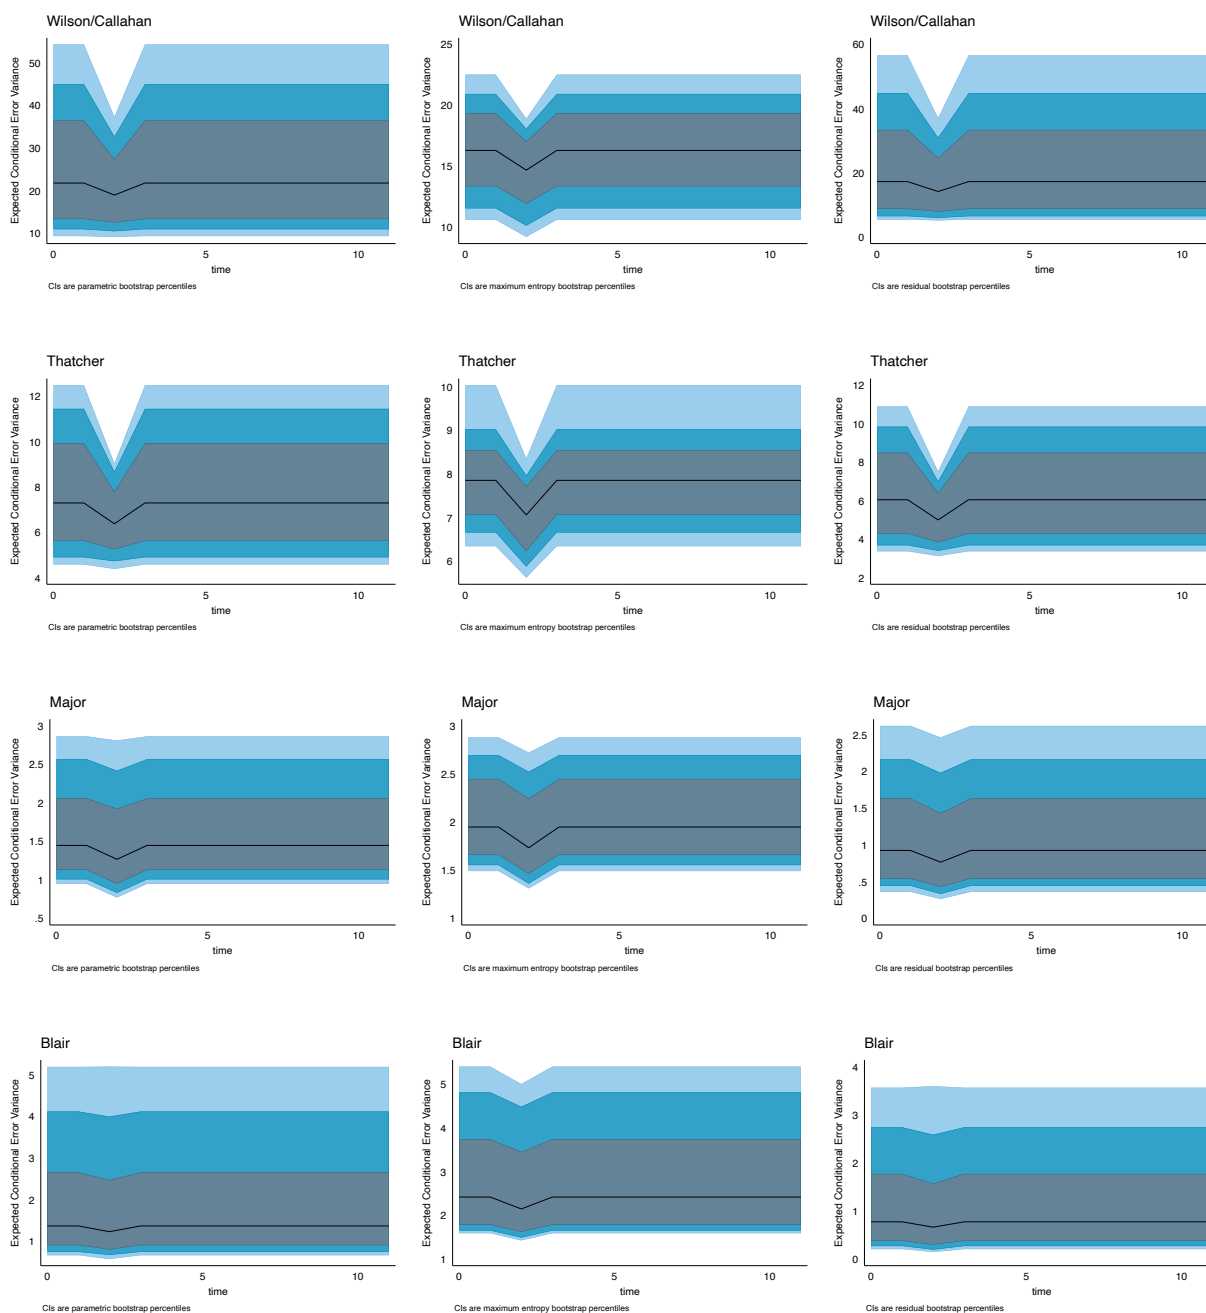 Wilson/Callahan
Expected Conditional Error Variance
50
40
30
20
10
0 5 10
time
CIs are parametric bootstrap percentiles
Wilson/Callahan
Expected Conditional Error Variance
25
20
15
10
0 5 10
time
CIs are maximum entropy bootstrap percentiles
Wilson/Callahan
Expected Conditional Error Variance
60
40
20
0
0 5 10
time
CIs are residual bootstrap percentiles
Thatcher
Expected Conditional Error Variance
12
10
8
6
4
0 5 10
time
CIs are parametric bootstrap percentiles
Thatcher
Expected Conditional Error Variance
10
9
8
7
6
0 5 10
time
CIs are maximum entropy bootstrap percentiles
Thatcher
Expected Conditional Error Variance
12
10
8
6
4
2
0 5 10
time
CIs are residual bootstrap percentiles
Major
Expected Conditional Error Variance
3
2.5
2
1.5
1
.5
0 5 10
time
CIs are parametric bootstrap percentiles
Major
Expected Conditional Error Variance
3
2.5
2
1.5
1
0 5 10
time
CIs are maximum entropy bootstrap percentiles
Major
Expected Conditional Error Variance
2.5
2
1.5
1
.5
0
0 5 10
time
CIs are residual bootstrap percentiles
Blair
Expected Conditional Error Variance
5
4
3
2
1
0 5 10
time
CIs are parametric bootstrap percentiles
Blair
Expected Conditional Error Variance
5
4
3
2
1
0 5 10
time
CIs are maximum entropy bootstrap percentiles
Blair
Expected Conditional Error Variance
4
3
2
1
0
0 5 10
time
CIs are residual bootstrap percentiles